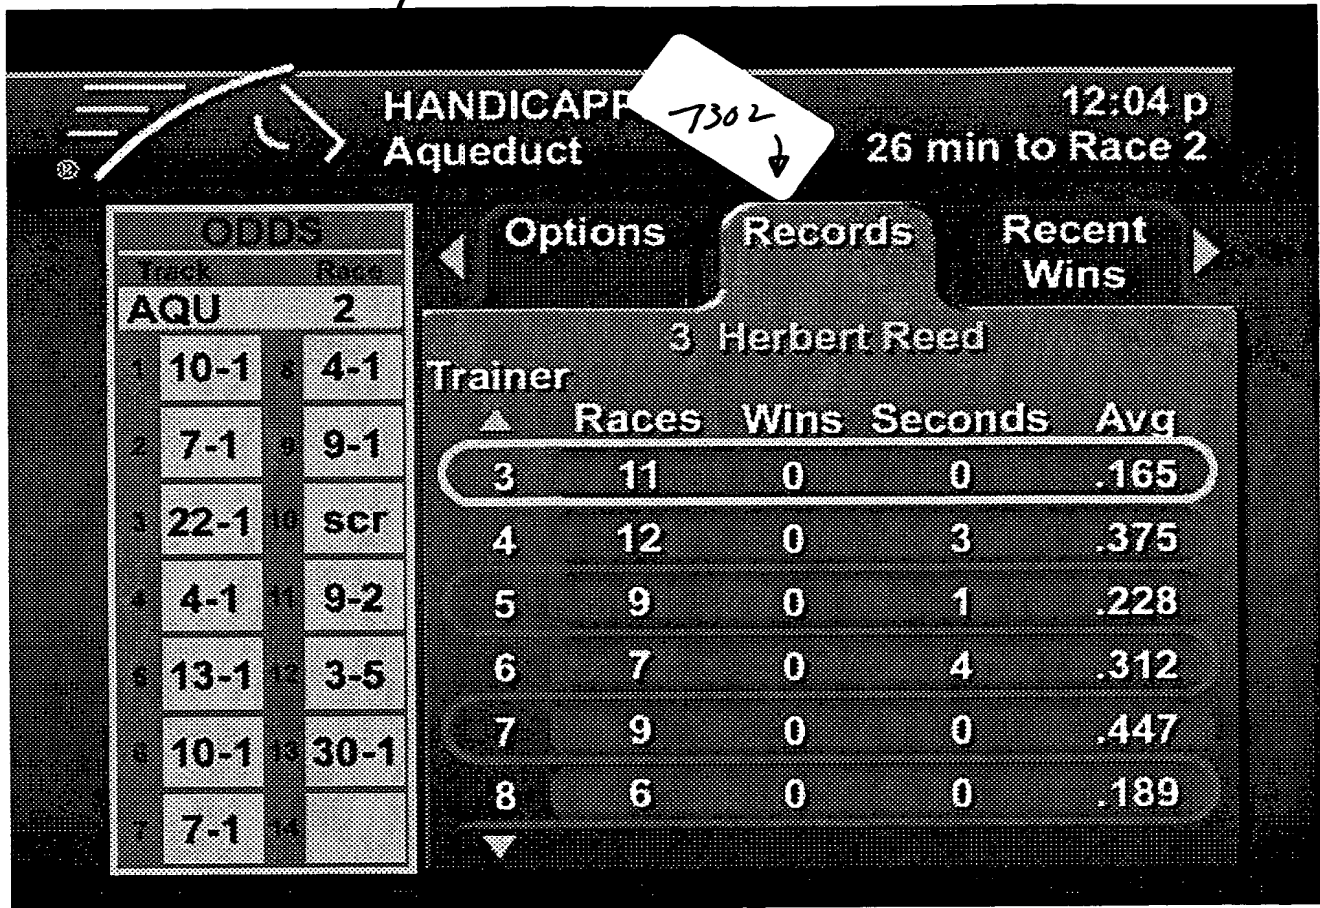 HANDICAPP
7302
12:04 p
Aqueduct
26 min to Race 2
®
ODDS
Track Race
AQU 2
1 10-1 8 4-1
2 7-1 9 9-1
3 22-1 10 scr
4 4-1 11 9-2
5 13-1 12 3-5
6 10-1 13 30-1
7 7-1 14
Options
Records
Recent
Wins
3 Herbert Reed
Trainer
Races Wins Seconds Avg
3 11 0 0 .165
4 12 0 3 .375
5 9 0 1 .228
6 7 0 4 .312
7 9 0 0 .447
8 6 0 0 .189